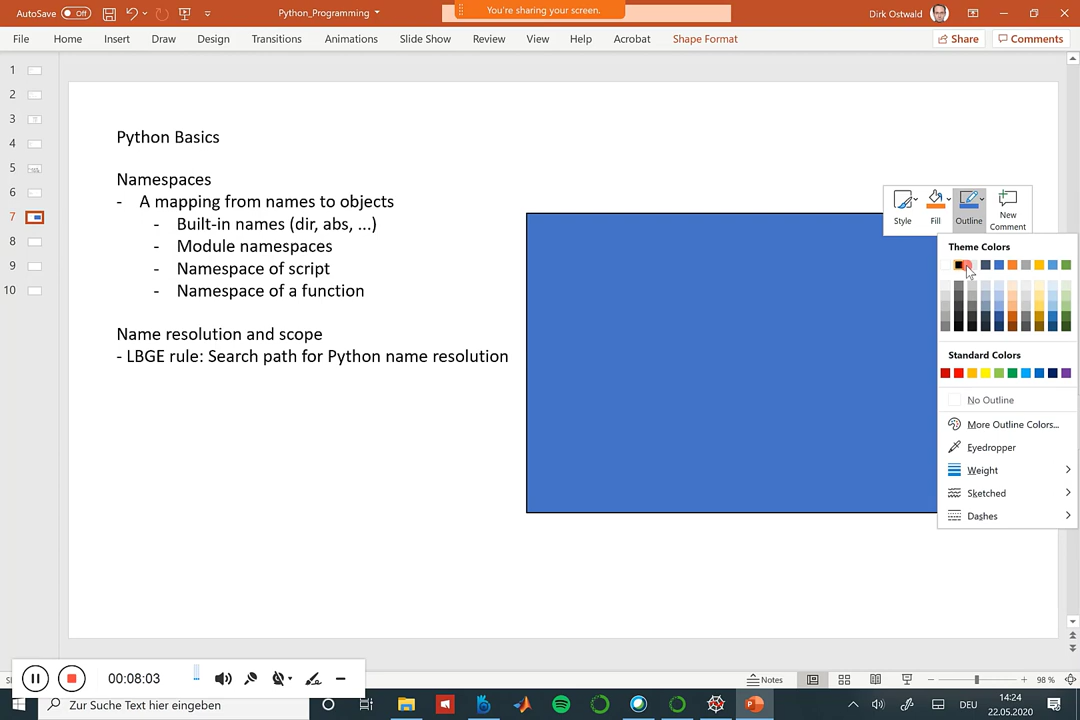 AutoSave Off
Python_Programming
You're sharing your screen.
Dirk Ostwald
File Home Insert Draw Design Transitions Animations Slide Show Review View Help Acrobat Shape Format
Share Comments
1
2
3
4
5
6
7
8
9
10
Python Basics
Namespaces
- A mapping from names to objects
- Built-in names (dir, abs, ...)
- Module namespaces
- Namespace of script
- Namespace of a function
Name resolution and scope
- LBGE rule: Search path for Python name resolution
Style Fill Outline New Comment
Theme Colors
Standard Colors
No Outline
More Outline Colors...
Eyedropper
Weight
Sketched
Dashes
00:08:03
Notes
98 %
Zur Suche Text hier eingeben
DEU
14:24
22.05.2020